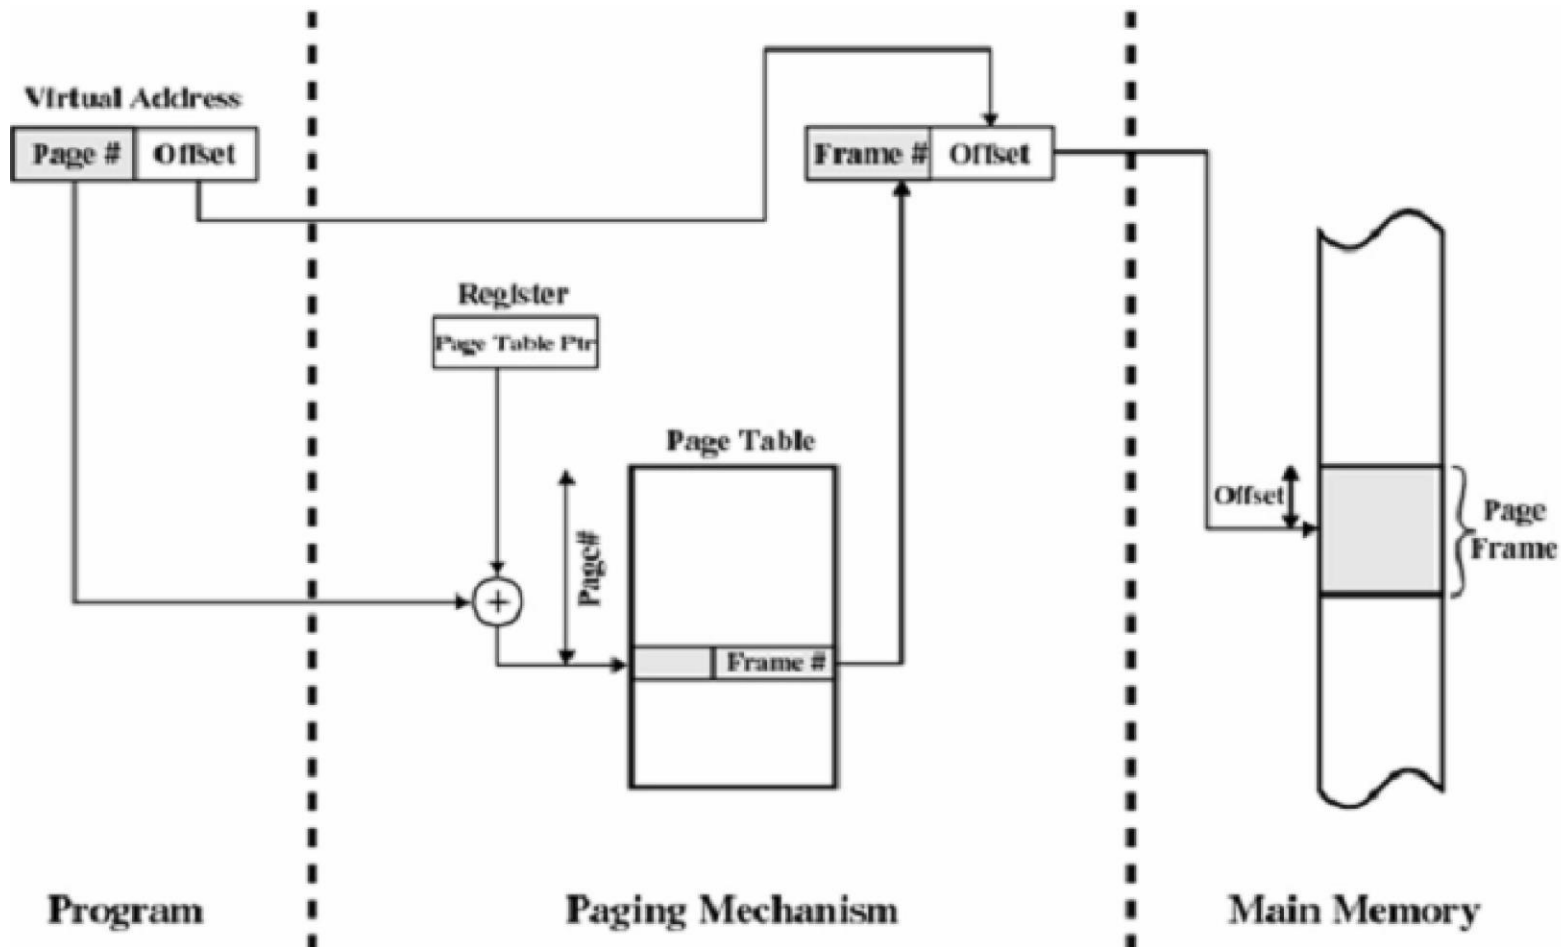 Virtual Address
Page # Offset
Frame # Offset
Register
Page Table Ptr
Page Table
Page#
+
Frame #
Offset
Page
Frame
Program
Paging Mechanism
Main Memory